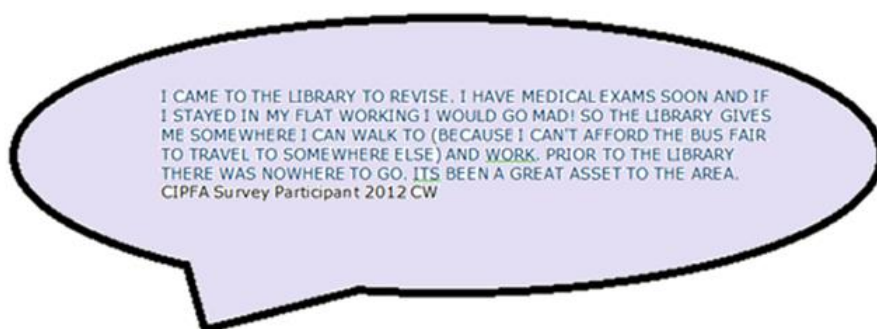 I CAME TO THE LIBRARY TO REVISE. I HAVE MEDICAL EXAMS SOON AND IF
I STAYED IN MY FLAT WORKING I WOULD GO MAD! SO THE LIBRARY GIVES
ME SOMEWHERE I CAN WALK TO (BECAUSE I CAN'T AFFORD THE BUS FAIR
TO TRAVEL TO SOMEWHERE ELSE) AND WORK. PRIOR TO THE LIBRARY
THERE WAS NOWHERE TO GO. ITS BEEN A GREAT ASSET TO THE AREA.
CIPFA Survey Participant 2012 CW